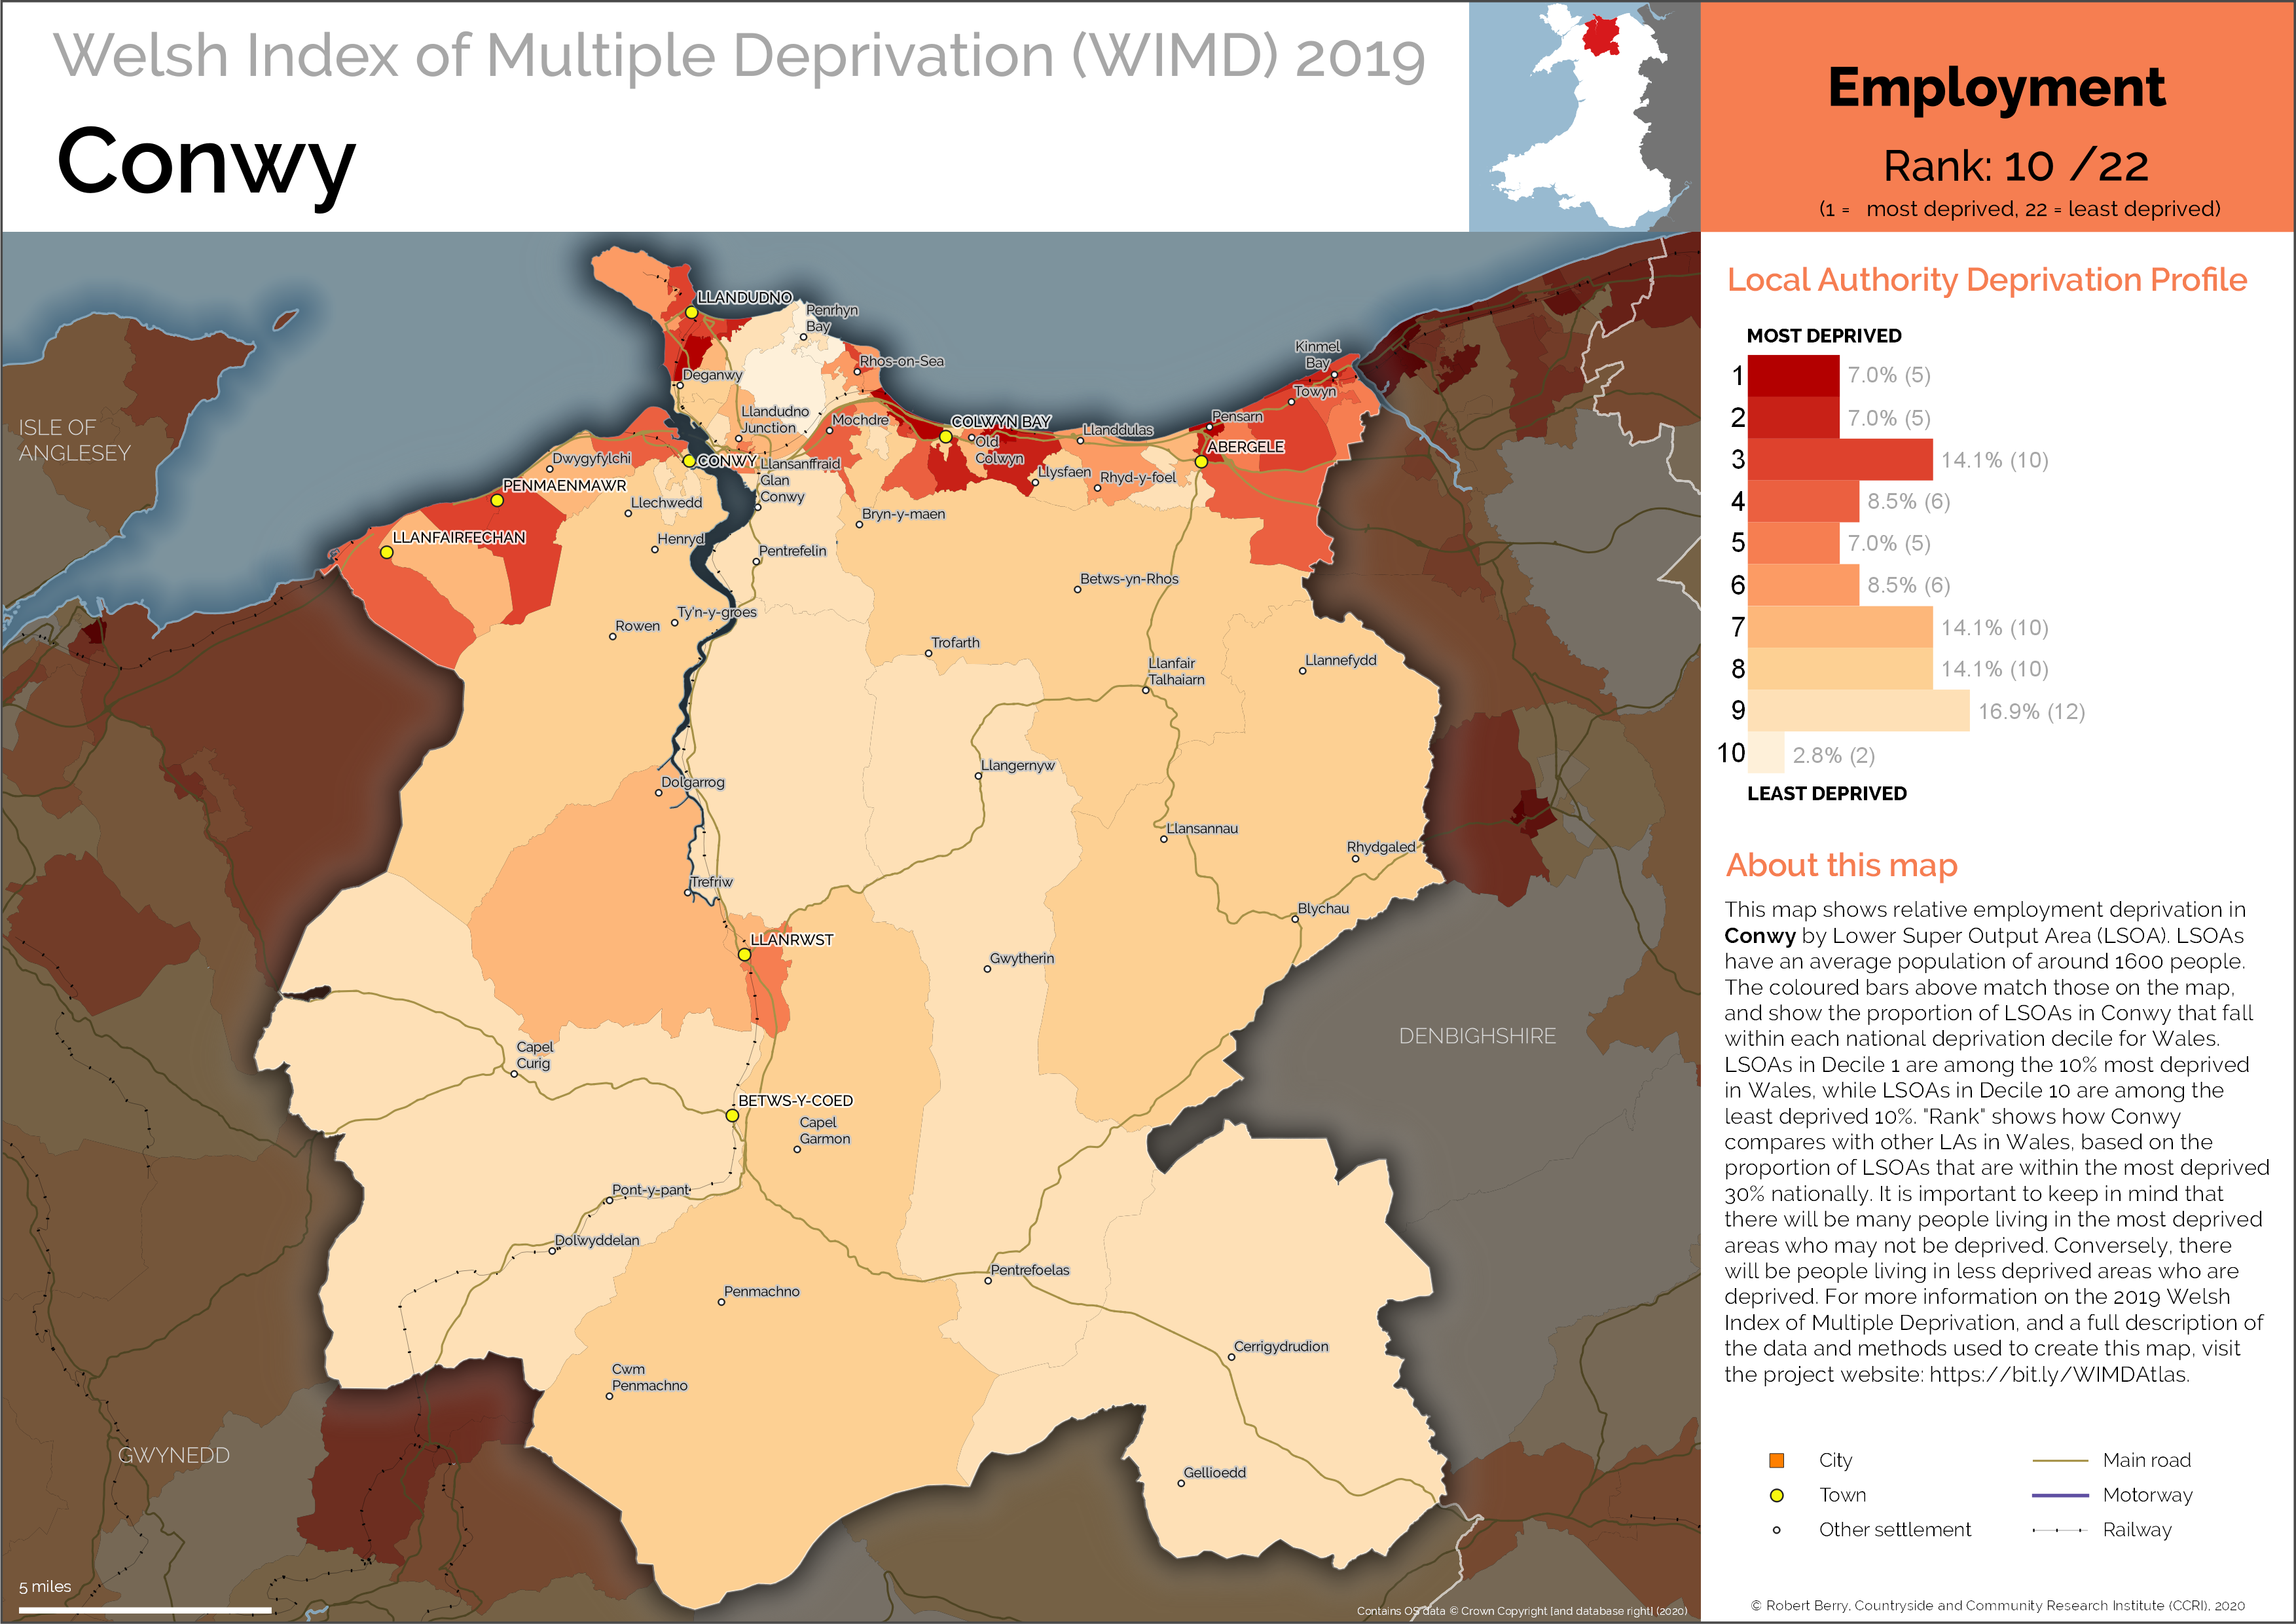 Welsh Index of Multiple Deprivation (WIMD) 2019
Conwy
Employment
Rank: 10 /22
(1 = most deprived, 22 = least deprived)
Local Authority Deprivation Profile
MOST DEPRIVED
1 7.0% (5)
2 7.0% (5)
3 14.1% (10)
4 8.5% (6)
5 7.0% (5)
6 8.5% (6)
7 14.1% (10)
8 14.1% (10)
9 16.9% (12)
10 2.8% (2)
LEAST DEPRIVED
About this map
This map shows relative employment deprivation in
Conwy by Lower Super Output Area (LSOA). LSOAs
have an average population of around 1600 people.
The coloured bars above match those on the map,
and show the proportion of LSOAs in Conwy that fall
within each national deprivation decile for Wales.
LSOAs in Decile 1 are among the 10% most deprived
in Wales, while LSOAs in Decile 10 are among the
least deprived 10%. "Rank" shows how Conwy
compares with other LAs in Wales, based on the
proportion of LSOAs that are within the most deprived
30% nationally. It is important to keep in mind that
there will be many people living in the most deprived
areas who may not be deprived. Conversely, there
will be people living in less deprived areas who are
deprived. For more information on the 2019 Welsh
Index of Multiple Deprivation, and a full description of
the data and methods used to create this map, visit
the project website: https://bit.ly/WIMDAtlas.
City
Main road
Town
Motorway
Other settlement
Railway
© Robert Berry, Countryside and Community Research Institute (CCRI), 2020
LLANDUDNO
Penrhyn
Bay
Kinmel
Bay
Rhos-on-Sea
Deganwy
Towyn
Llandudno
Junction
Mochdre
COLWYN BAY
Pensarn
Llanddulas
Old
Colwyn
ABERGELE
ISLE OF
ANGLESEY
Dwygyfylchi
CONWY
Llansanffraid
Glan
Conwy
Llysfaen
Rhyd-y-foel
PENMAENMAWR
Llechwedd
Bryn-y-maen
LLANFAIRFECHAN
Henryd
Pentrefelin
Betws-yn-Rhos
Ty'n-y-groes
Rowen
Trofarth
Llanfair
Talhaiarn
Llannefydd
Llangernyw
Dolgarrog
Llansannau
Rhydgaled
Trefriw
Blychau
LLANRWST
Gwytherin
DENBIGHSHIRE
Capel
Curig
BETWS-Y-COED
Capel
Garmon
Pont-y-pant
Dolwyddelan
Pentrefoelas
Penmachno
Cerrigydrudion
Cwm
Penmachno
GWYNEDD
Gellioedd
5 miles
Contains OS data © Crown Copyright [and database right] (2020)